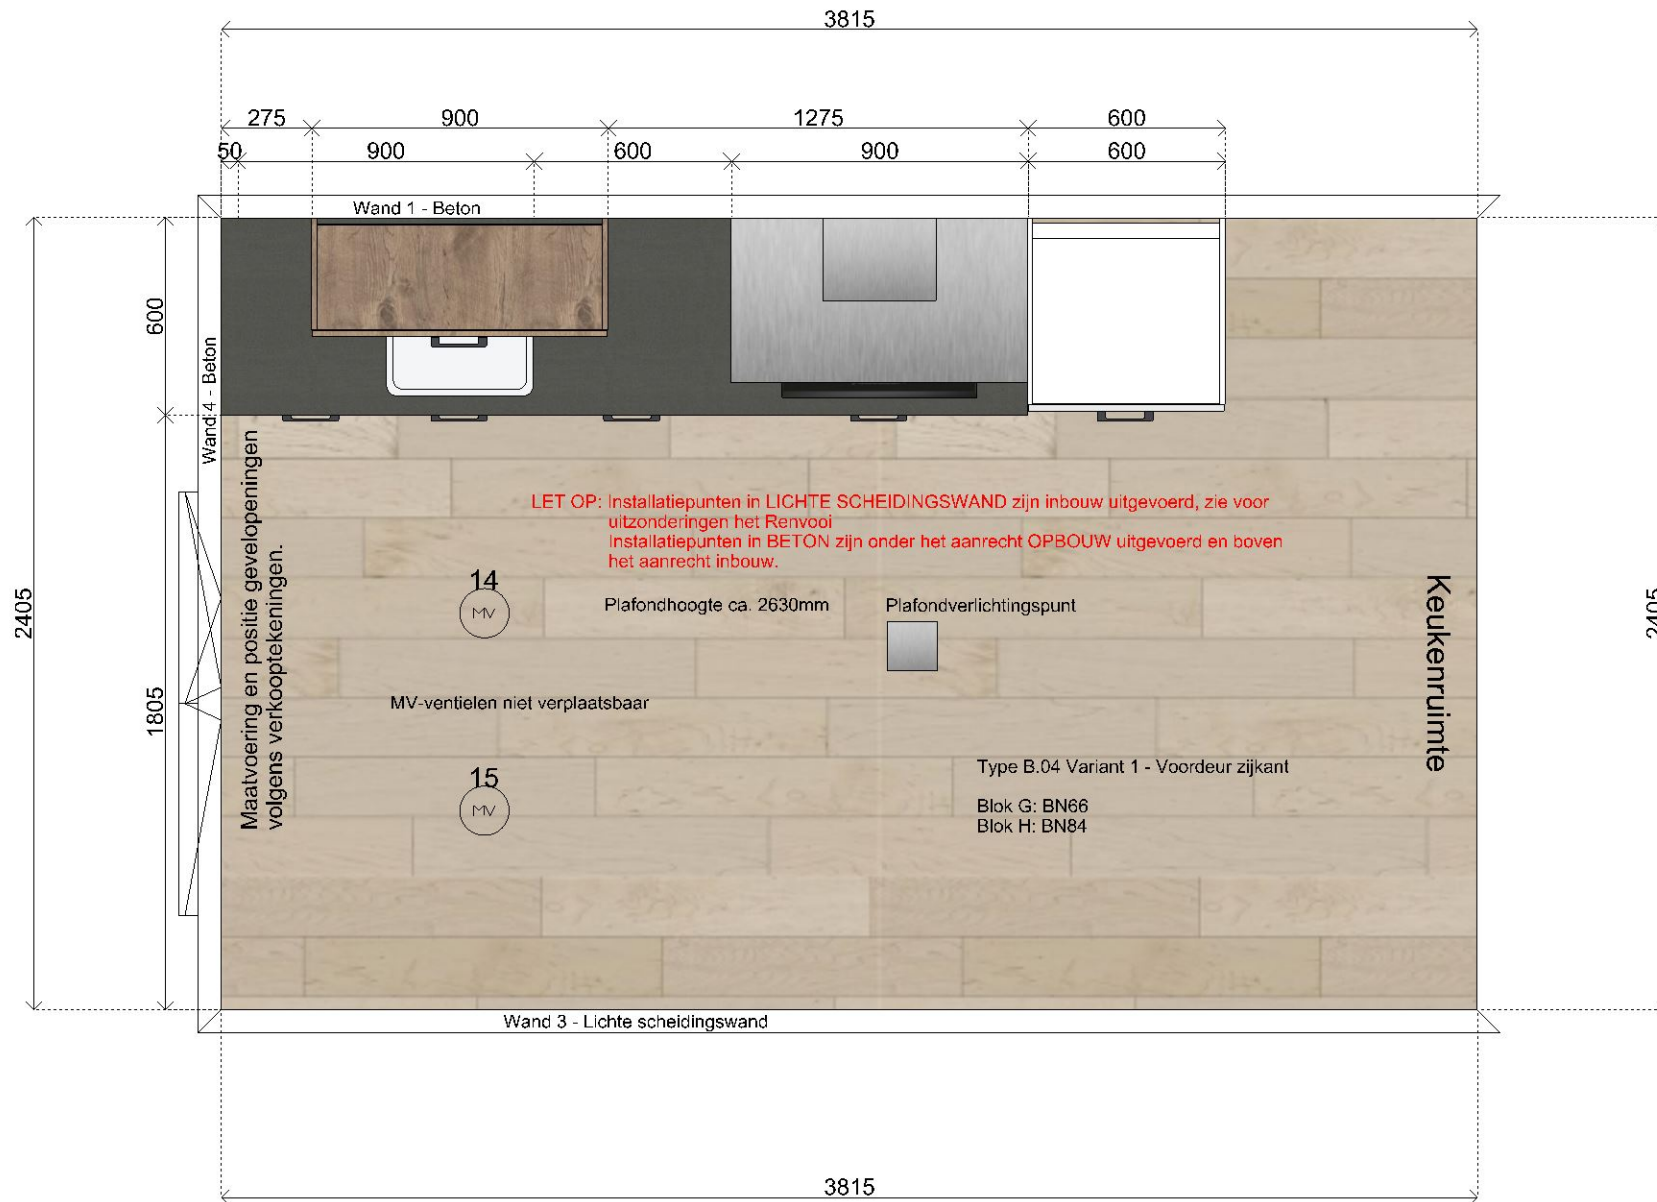 3815
275
900
1275
600
50
900
600
900
600
Wand 1 - Beton
600
Wand 4 - Beton
2405
1805
2405
Maatvoering en positie gevelopeningen
volgens verkooptekeningen.
LET OP: Installatiepunten in LICHTE SCHEIDINGSWAND zijn inbouw uitgevoerd, zie voor
uitzonderingen het Renvooi
Installatiepunten in BETON zijn onder het aanrecht OPBOUW uitgevoerd en boven
het aanrecht inbouw.
14
MV
Plafondhoogte ca. 2630mm
Plafondverlichtingspunt
Keukenruimte
MV-ventielen niet verplaatsbaar
15
MV
Type B.04 Variant 1 - Voordeur zijkant
Blok G: BN66
Blok H: BN84
Wand 3 - Lichte scheidingswand
3815